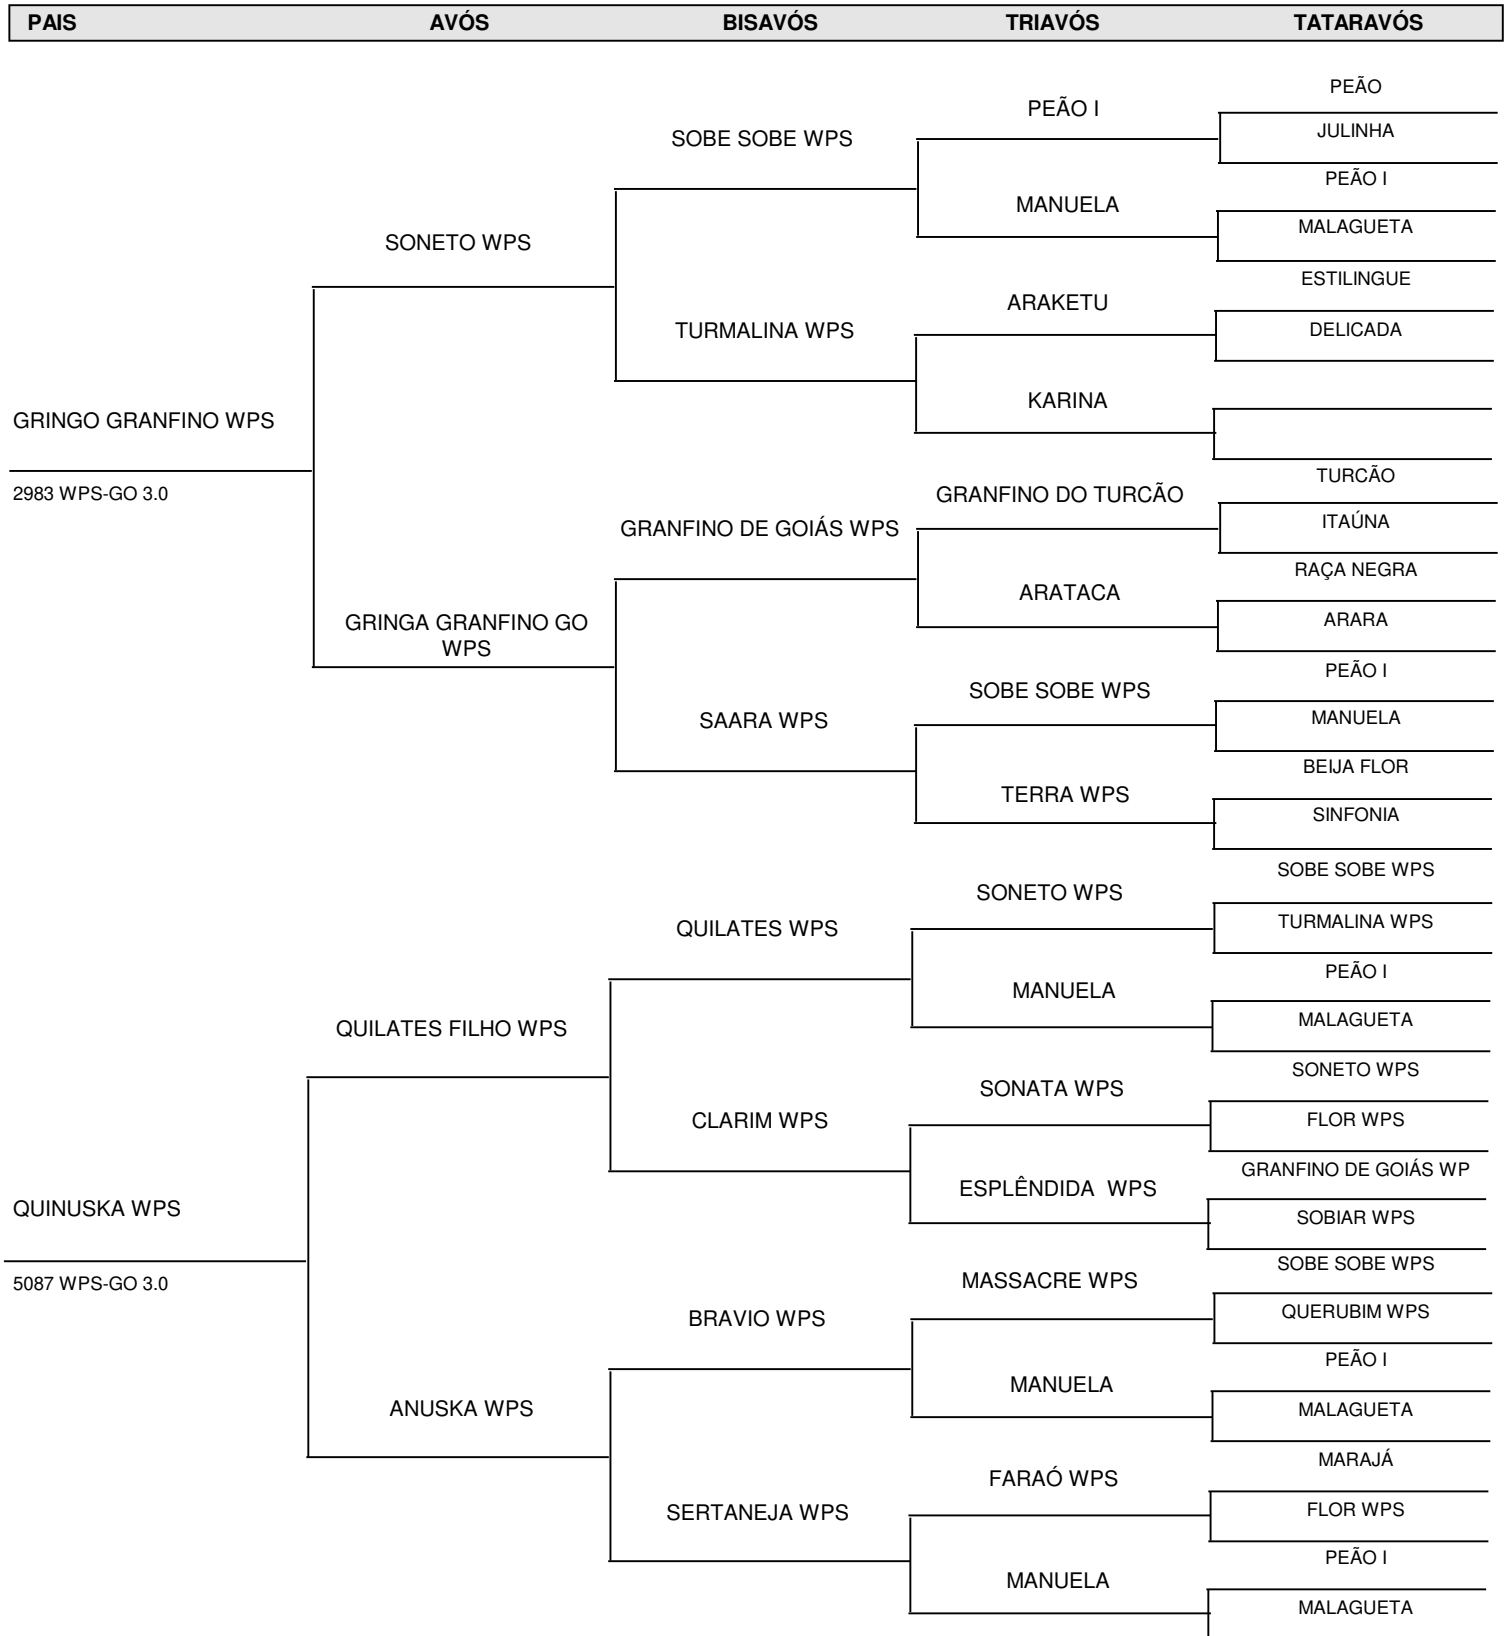 PAIS AVÓS BISAVÓS TRIAVÓS TATARAVÓS
PEÃO
PEÃO I
JULINHA
SOBE SOBE WPS
PEÃO I
MANUELA
MALAGUETA
SONETO WPS
ESTILINGUE
ARAKETU
DELICADA
TURMALINA WPS
KARINA
GRINGO GRANFINO WPS
TURCÃO
2983 WPS-GO 3.0
GRANFINO DO TURCÃO
ITAÚNA
GRANFINO DE GOIÁS WPS
RAÇA NEGRA
ARATACA
ARARA
GRINGA GRANFINO GO
WPS
PEÃO I
SOBE SOBE WPS
MANUELA
SAARA WPS
BEIJA FLOR
TERRA WPS
SINFONIA
SOBE SOBE WPS
SONETO WPS
TURMALINA WPS
QUILATES WPS
PEÃO I
MANUELA
MALAGUETA
QUILATES FILHO WPS
SONETO WPS
SONATA WPS
FLOR WPS
CLARIM WPS
GRANFINO DE GOIÁS WP
ESPLÊNDIDA WPS
QUINUSKA WPS
SOBIAR WPS
SOBE SOBE WPS
5087 WPS-GO 3.0
MASSACRE WPS
QUERUBIM WPS
BRAVIO WPS
PEÃO I
MANUELA
ANUSKA WPS
MALAGUETA
MARAJÁ
FARAÓ WPS
FLOR WPS
SERTANEJA WPS
PEÃO I
MANUELA
MALAGUETA